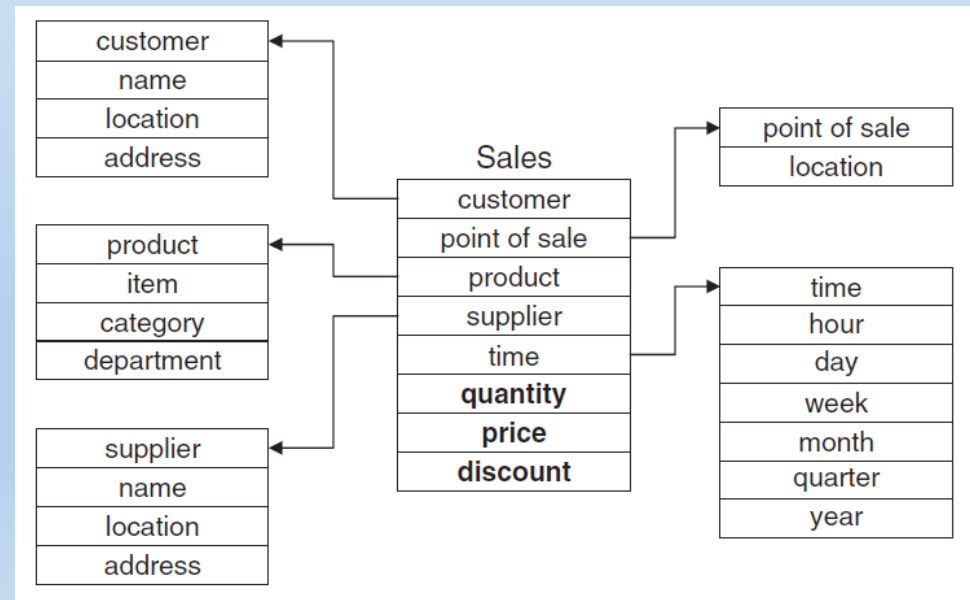 customer
name
location
address
product
item
category
department
supplier
name
location
address
Sales
customer
point of sale
product
supplier
time
quantity
price
discount
point of sale
location
time
hour
day
week
month
quarter
year